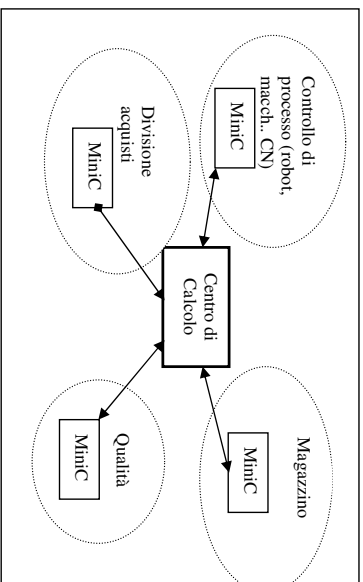 Controllo di
processo (robot,
macch.. CN)
MiniC
Magazzino
MiniC
Centro di
Calcolo
Divisione
acquisti
MiniC
Qualità
MiniC